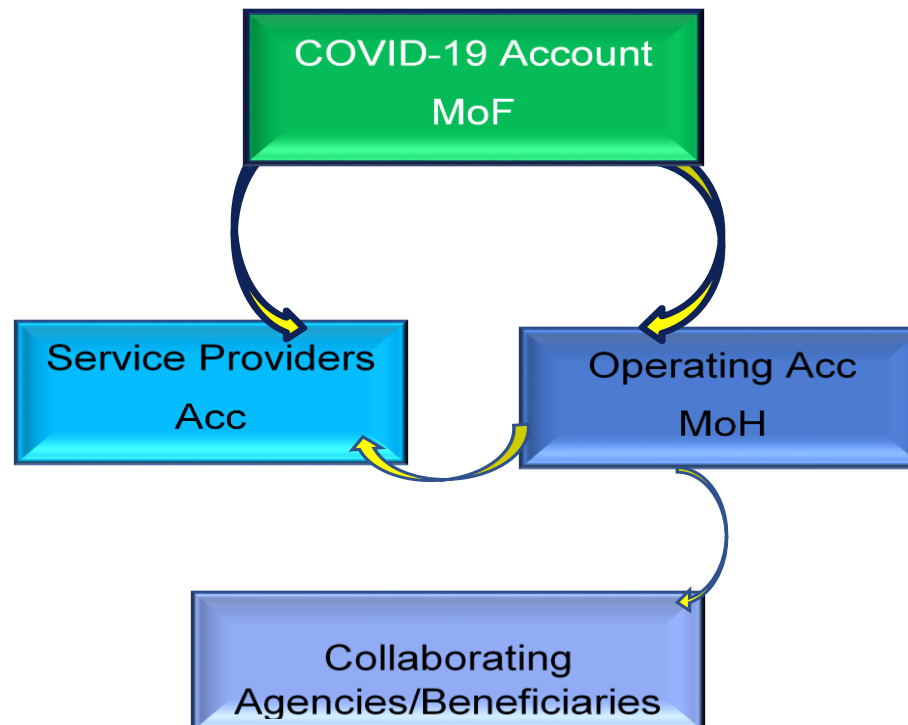 COVID-19 Account
MoF
Service Providers
Acc
Operating Acc
MoH
Collaborating
Agencies/Beneficiaries